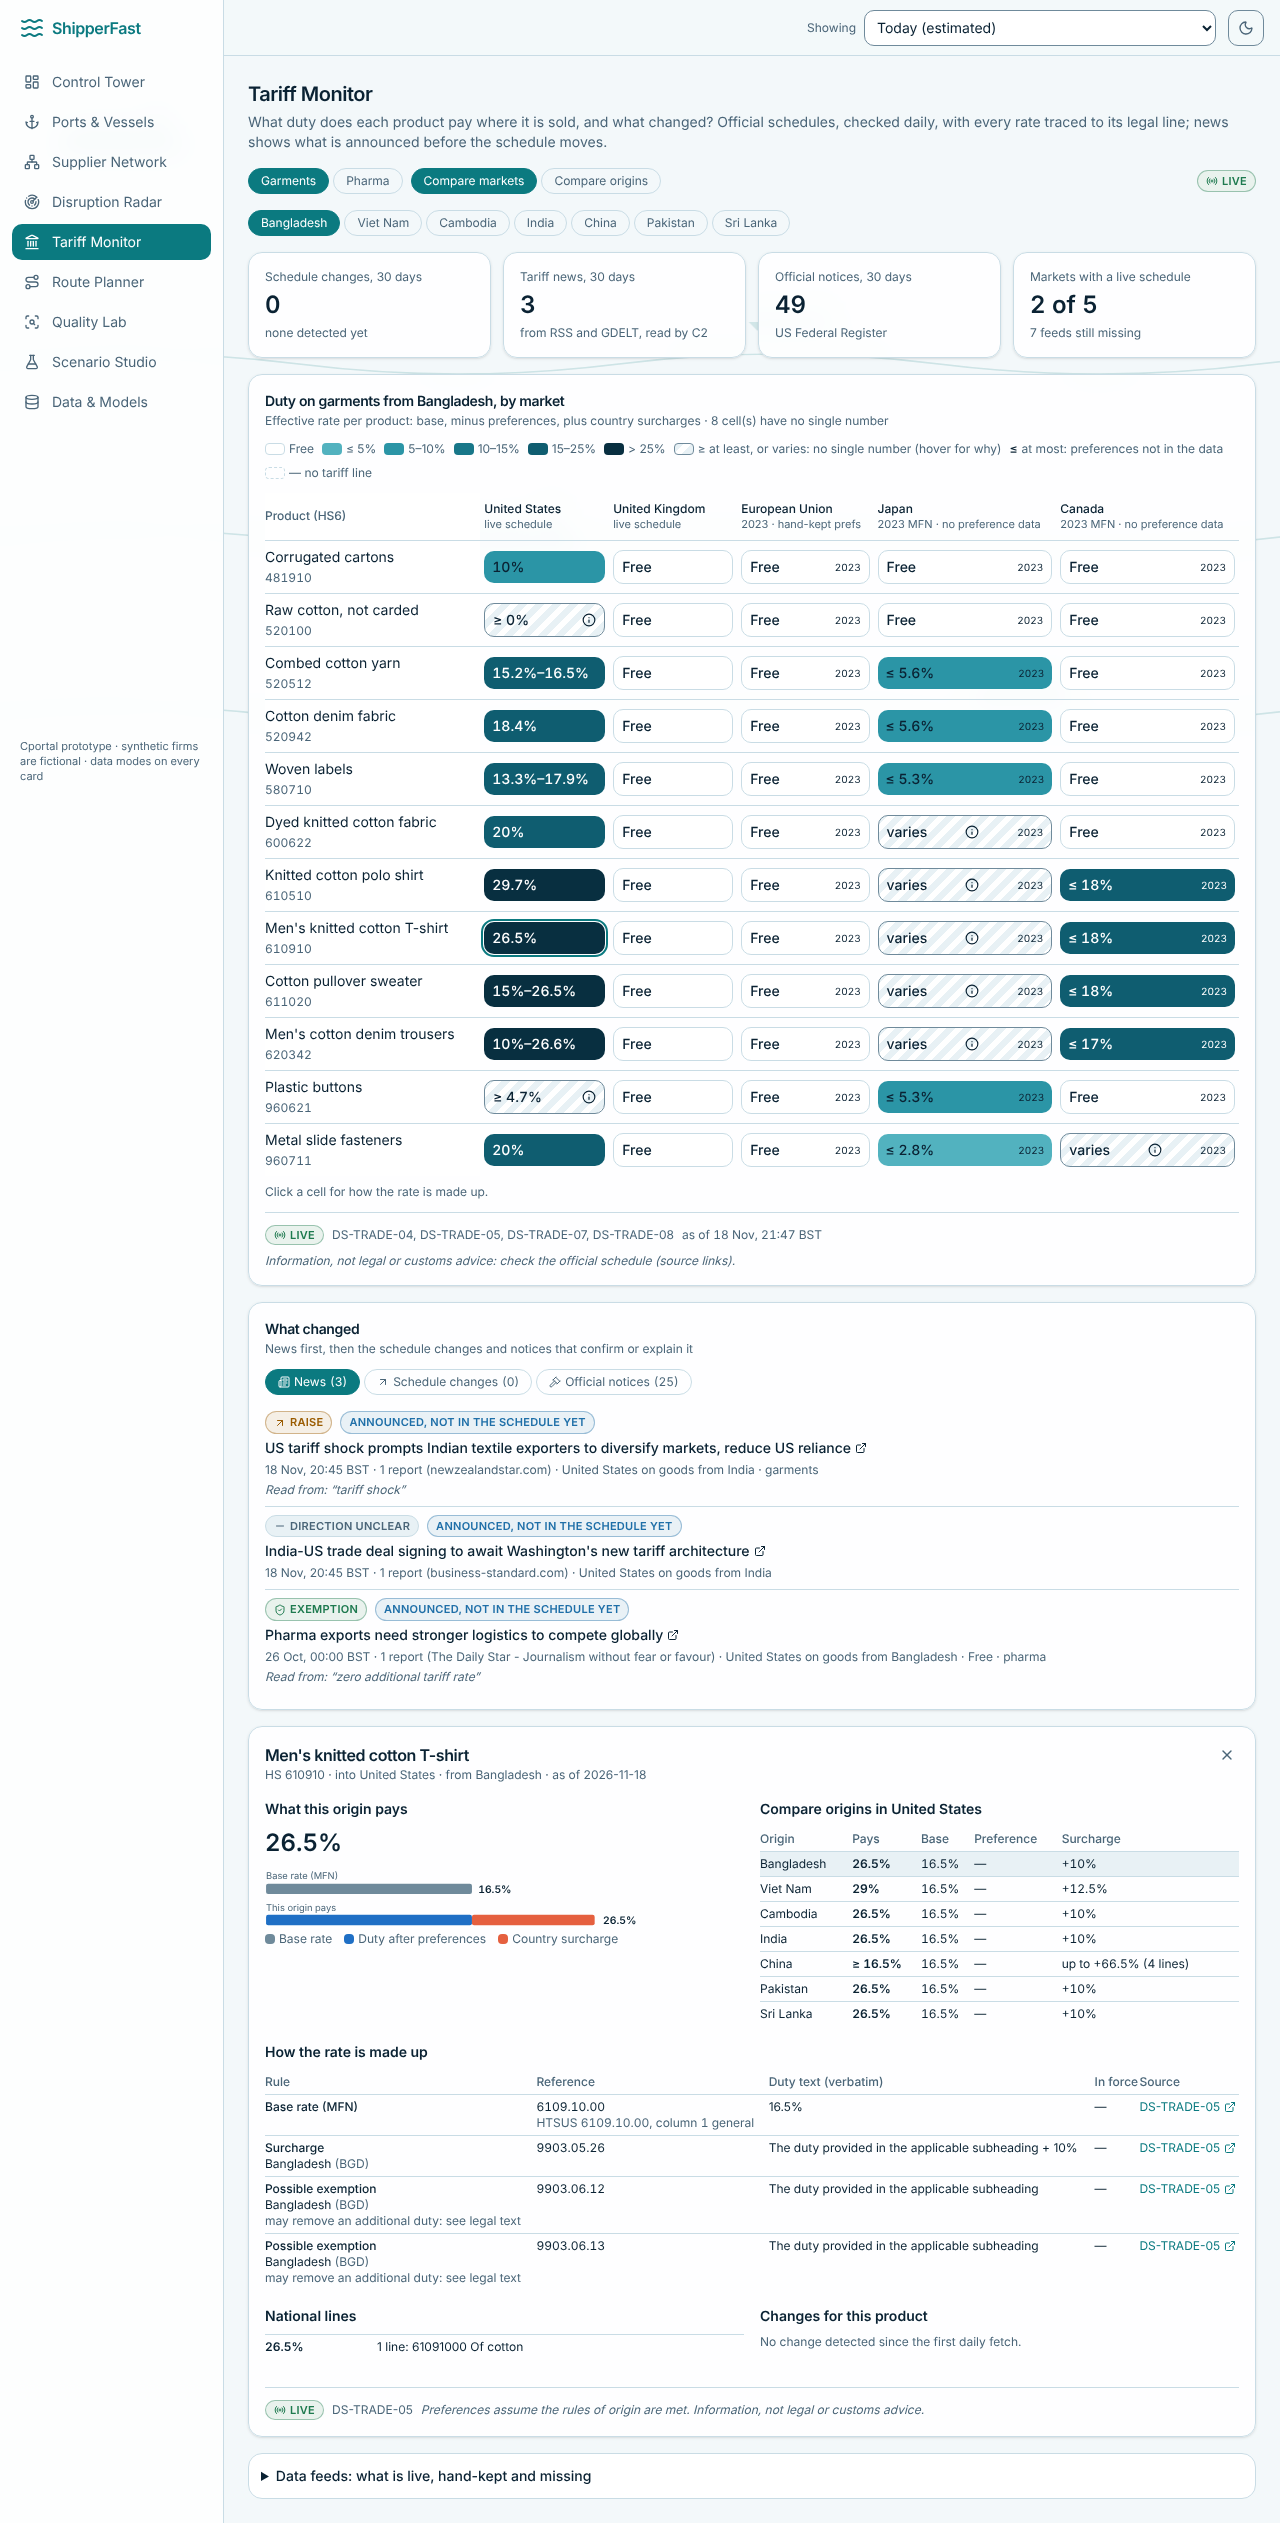 ShipperFast
Control Tower
Ports & Vessels
Supplier Network
Disruption Radar
Tariff Monitor
Route Planner
Quality Lab
Scenario Studio
Data & Models
Cportal prototype · synthetic firms
are fictional · data modes on every
card
Showing Today (estimated)
Tariff Monitor
What duty does each product pay where it is sold, and what changed? Official schedules, checked daily, with every rate traced to its legal line; news
shows what is announced before the schedule moves.
Garments Pharma Compare markets Compare origins LIVE
Bangladesh Viet Nam Cambodia India China Pakistan Sri Lanka
Schedule changes, 30 days
0
none detected yet
Tariff news, 30 days
3
from RSS and GDELT, read by C2
Official notices, 30 days
49
US Federal Register
Markets with a live schedule
2 of 5
7 feeds still missing
Duty on garments from Bangladesh, by market
Effective rate per product: base, minus preferences, plus country surcharges · 8 cell(s) have no single number
Free ≤ 5% 5–10% 10–15% 15–25% > 25% ≥ at least, or varies: no single number (hover for why) ≤ at most: preferences not in the data
— no tariff line
Product (HS6) United States United Kingdom European Union Japan Canada
live schedule live schedule 2023 · hand-kept prefs 2023 MFN · no preference data 2023 MFN · no preference data
Corrugated cartons
481910 10% Free Free 2023 Free 2023 Free 2023
Raw cotton, not carded
520100 ≥ 0% Free Free 2023 Free 2023 Free 2023
Combed cotton yarn
520512 15.2%–16.5% Free Free 2023 ≤ 5.6% 2023 Free 2023
Cotton denim fabric
520942 18.4% Free Free 2023 ≤ 5.6% 2023 Free 2023
Woven labels
580710 13.3%–17.9% Free Free 2023 ≤ 5.3% 2023 Free 2023
Dyed knitted cotton fabric
600622 20% Free Free 2023 varies 2023 Free 2023
Knitted cotton polo shirt
610510 29.7% Free Free 2023 varies 2023 ≤ 18% 2023
Men's knitted cotton T-shirt
610910 26.5% Free Free 2023 varies 2023 ≤ 18% 2023
Cotton pullover sweater
611020 15%–26.5% Free Free 2023 varies 2023 ≤ 18% 2023
Men's cotton denim trousers
620342 10%–26.6% Free Free 2023 varies 2023 ≤ 17% 2023
Plastic buttons
960621 ≥ 4.7% Free Free 2023 ≤ 5.3% 2023 Free 2023
Metal slide fasteners
960711 20% Free Free 2023 ≤ 2.8% 2023 varies 2023
Click a cell for how the rate is made up.
LIVE DS-TRADE-04, DS-TRADE-05, DS-TRADE-07, DS-TRADE-08 as of 18 Nov, 21:47 BST
Information, not legal or customs advice: check the official schedule (source links).
What changed
News first, then the schedule changes and notices that confirm or explain it
News (3) Schedule changes (0) Official notices (25)
RAISE ANNOUNCED, NOT IN THE SCHEDULE YET
US tariff shock prompts Indian textile exporters to diversify markets, reduce US reliance
18 Nov, 20:45 BST · 1 report (newzealandstar.com) · United States on goods from India · garments
Read from: “tariff shock”
DIRECTION UNCLEAR ANNOUNCED, NOT IN THE SCHEDULE YET
India-US trade deal signing to await Washington's new tariff architecture
18 Nov, 20:45 BST · 1 report (business-standard.com) · United States on goods from India
EXEMPTION ANNOUNCED, NOT IN THE SCHEDULE YET
Pharma exports need stronger logistics to compete globally
26 Oct, 00:00 BST · 1 report (The Daily Star - Journalism without fear or favour) · United States on goods from Bangladesh · Free · pharma
Read from: “zero additional tariff rate”
Men's knitted cotton T-shirt
HS 610910 · into United States · from Bangladesh · as of 2026-11-18
What this origin pays
26.5%
Base rate (MFN)
16.5%
This origin pays
26.5%
Base rate Duty after preferences Country surcharge
Compare origins in United States
Origin Pays Base Preference Surcharge
Bangladesh 26.5% 16.5% — +10%
Viet Nam 29% 16.5% — +12.5%
Cambodia 26.5% 16.5% — +10%
India 26.5% 16.5% — +10%
China ≥ 16.5% 16.5% — up to +66.5% (4 lines)
Pakistan 26.5% 16.5% — +10%
Sri Lanka 26.5% 16.5% — +10%
How the rate is made up
Rule Reference Duty text (verbatim) In force Source
Base rate (MFN) 6109.10.00 16.5% — DS-TRADE-05
HTSUS 6109.10.00, column 1 general
Surcharge 9903.05.26 The duty provided in the applicable subheading + 10% — DS-TRADE-05
Bangladesh (BGD)
Possible exemption 9903.06.12 The duty provided in the applicable subheading — DS-TRADE-05
Bangladesh (BGD)
may remove an additional duty: see legal text
Possible exemption 9903.06.13 The duty provided in the applicable subheading — DS-TRADE-05
Bangladesh (BGD)
may remove an additional duty: see legal text
National lines
26.5% 1 line: 61091000 Of cotton
Changes for this product
No change detected since the first daily fetch.
LIVE DS-TRADE-05 Preferences assume the rules of origin are met. Information, not legal or customs advice.
Data feeds: what is live, hand-kept and missing